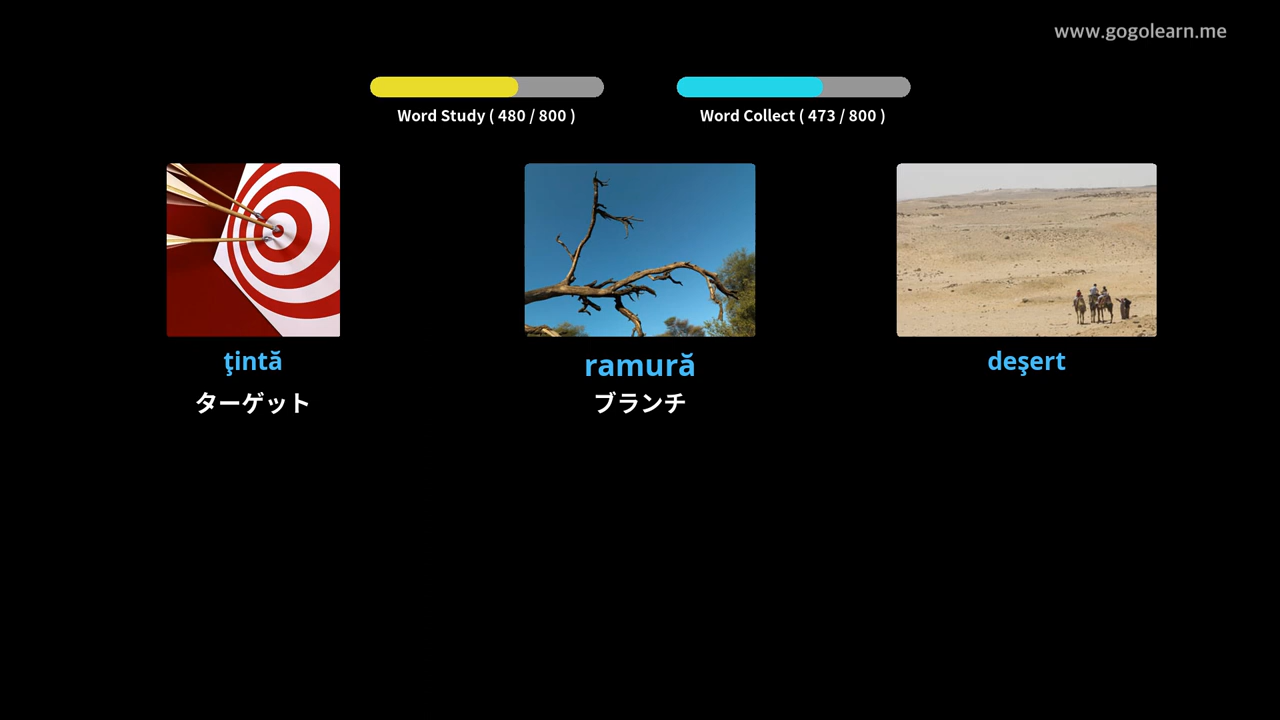 www.gogolearn.me
Word Study ( 480 / 800 )
Word Collect ( 473 / 800 )
ţintă
ramură
deşert
ターゲット
ブランチ